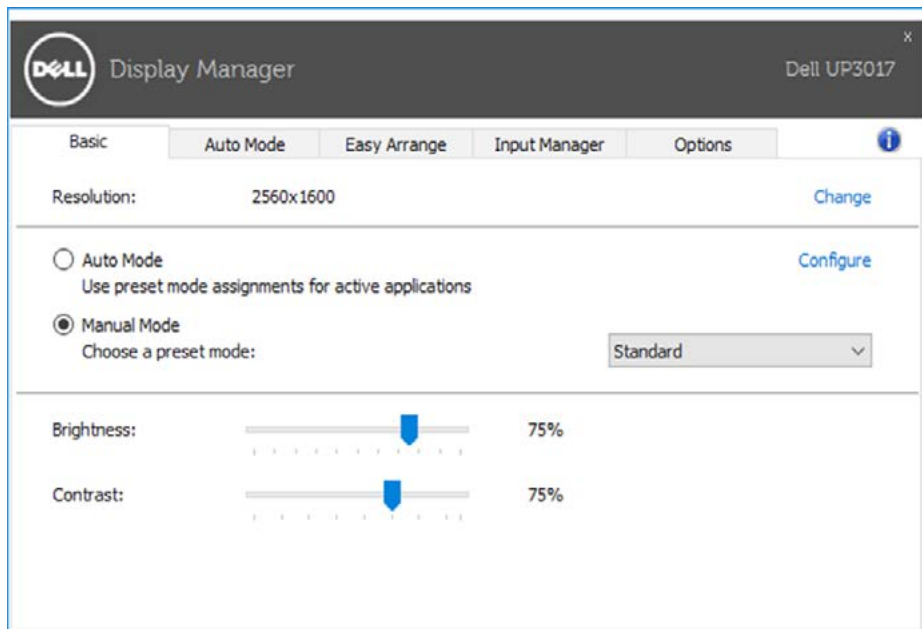 x
DELL Display Manager Dell UP3017
Basic Auto Mode Easy Arrange Input Manager Options i
Resolution: 2560x1600 Change
Auto Mode Configure
Use preset mode assignments for active applications
Manual Mode
Choose a preset mode: Standard
Brightness: 75%
Contrast: 75%